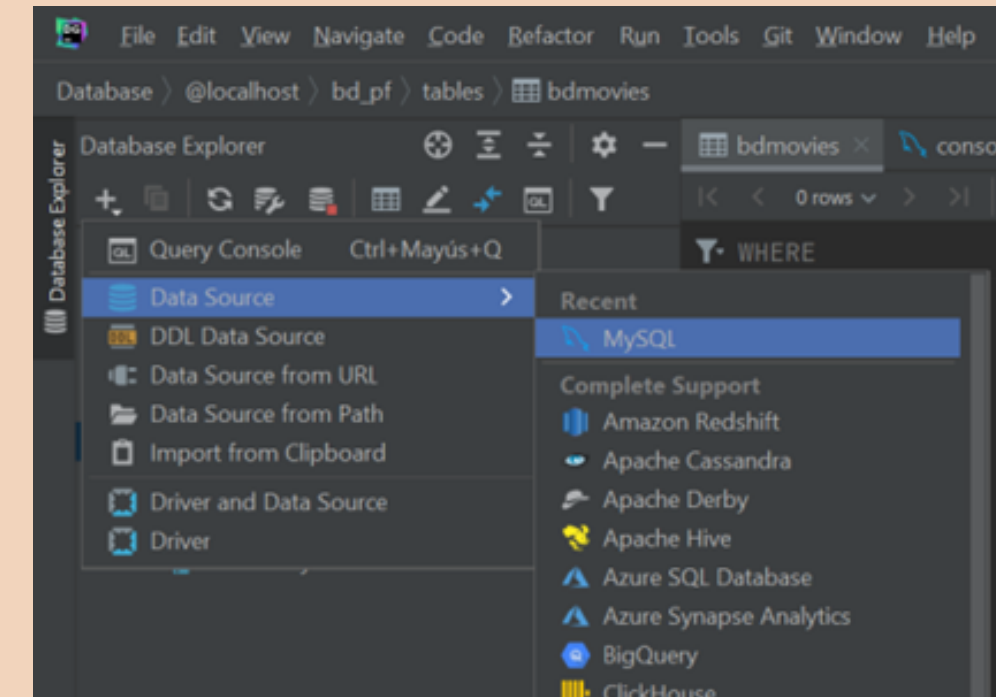 DG File Edit View Navigate Code Refactor Run Tools Git Window Help
Database 〉 @localhost 〉 bd_pf 〉 tables 〉 bdmovies
Database Explorer
Database Explorer
bdmovies
conso
0 rows
QL
Query Console Ctrl+Mayús+Q
WHERE
Data Source
DDL Data Source
Data Source from URL
Data Source from Path
Import from Clipboard
Driver and Data Source
Driver
Recent
MySQL
Complete Support
Amazon Redshift
Apache Cassandra
Apache Derby
Apache Hive
Azure SQL Database
Azure Synapse Analytics
BigQuery
ClickHouse